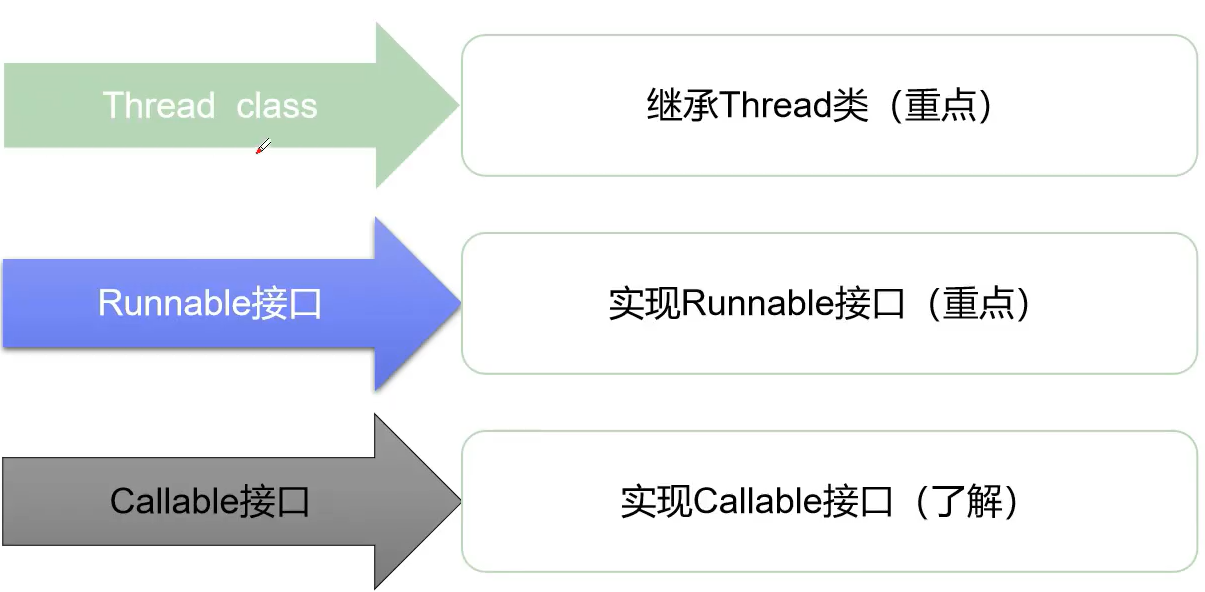 Thread class
继承Thread类（重点）
Runnable接口
实现Runnable接口（重点）
Callable接口
实现Callable接口（了解）